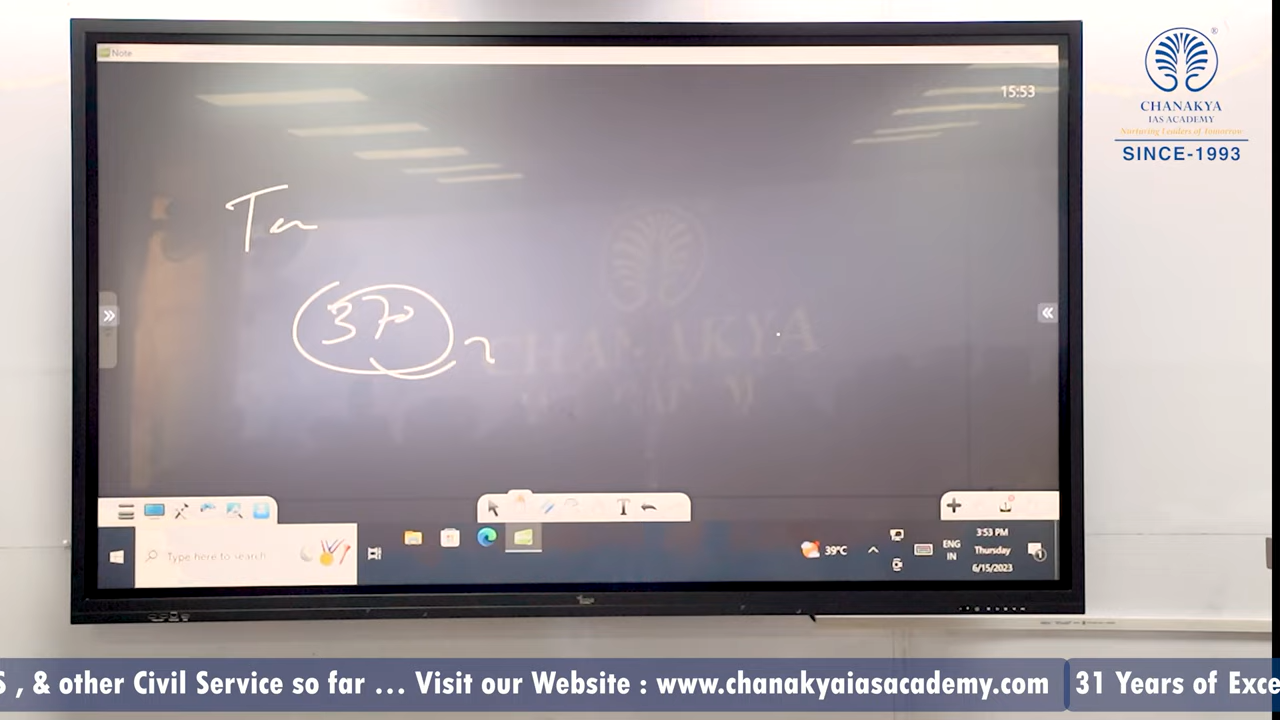 Note
15:53
CHANAKYA
IAS ACADEMY
Nurturing Leaders of Tomorrow
SINCE-1993
370
CHANAKYA
T
Type here to search
39°C
ENG
IN
3:53 PM
Thursday
6/15/2023
S , & other Civil Service so far ... Visit our Website : www.chanakyaiasacademy.com
31 Years of Exce